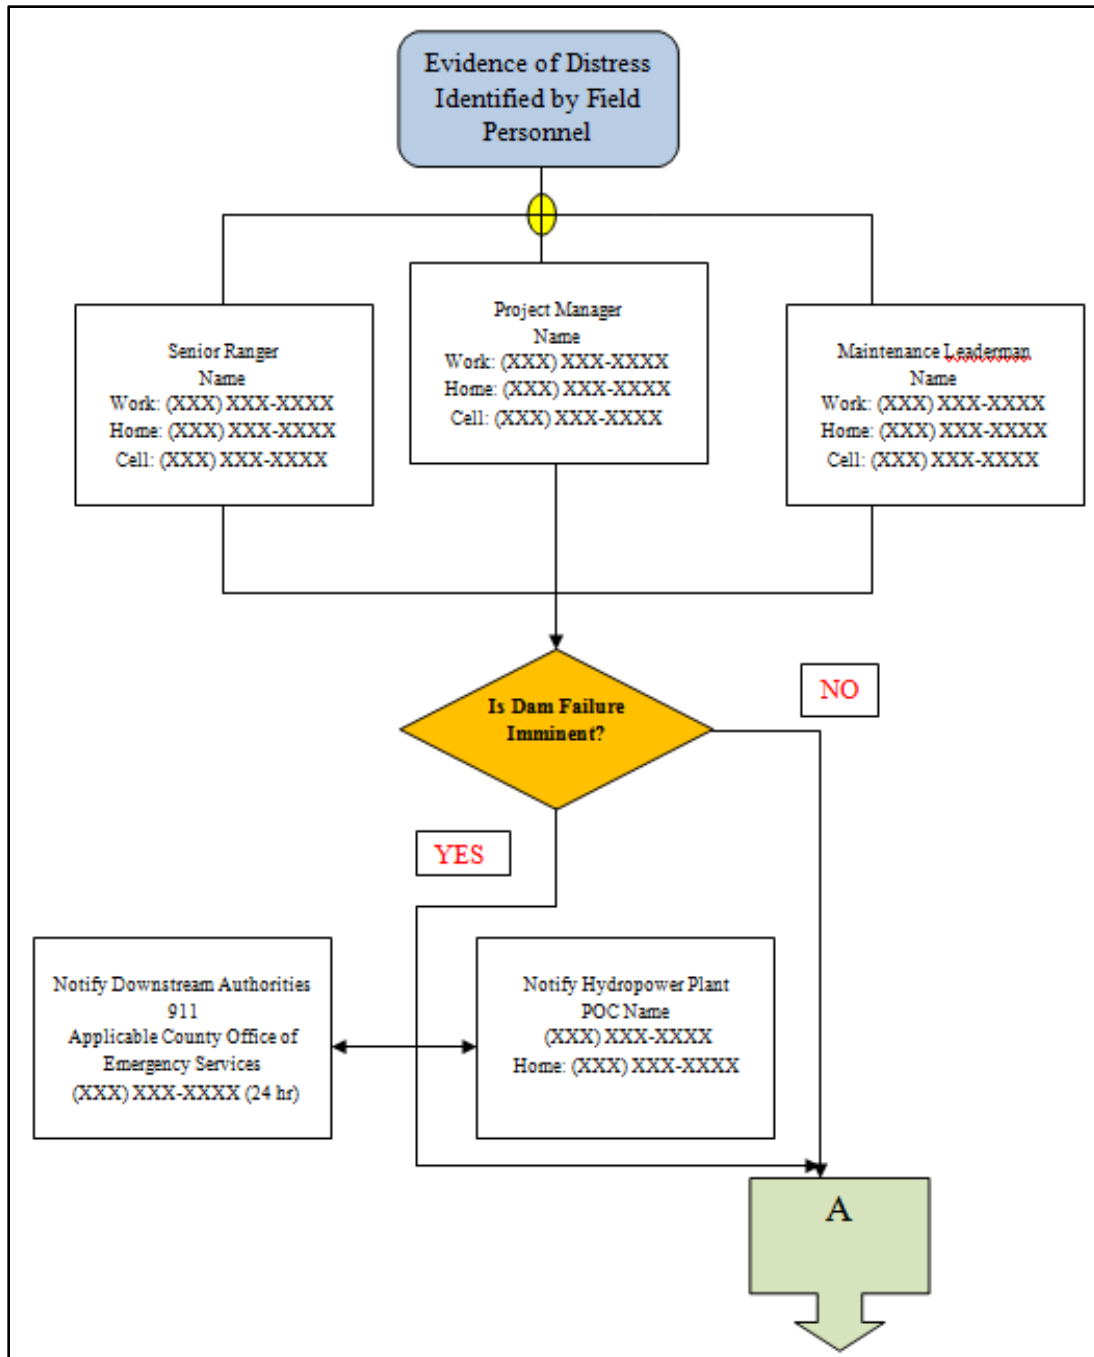 Evidence of Distress
Identified by Field
Personnel
Senior Ranger
Name
Work: (XXX) XXX-XXXX
Home: (XXX) XXX-XXXX
Cell: (XXX) XXX-XXXX
Project Manager
Name
Work: (XXX) XXX-XXXX
Home: (XXX) XXX-XXXX
Cell: (XXX) XXX-XXXX
Maintenance Leaderman
Name
Work: (XXX) XXX-XXXX
Home: (XXX) XXX-XXXX
Cell: (XXX) XXX-XXXX
Is Dam Failure
Imminent?
NO
YES
Notify Downstream Authorities
911
Applicable County Office of
Emergency Services
(XXX) XXX-XXXX (24 hr)
Notify Hydropower Plant
POC Name
(XXX) XXX-XXXX
Home: (XXX) XXX-XXXX
A